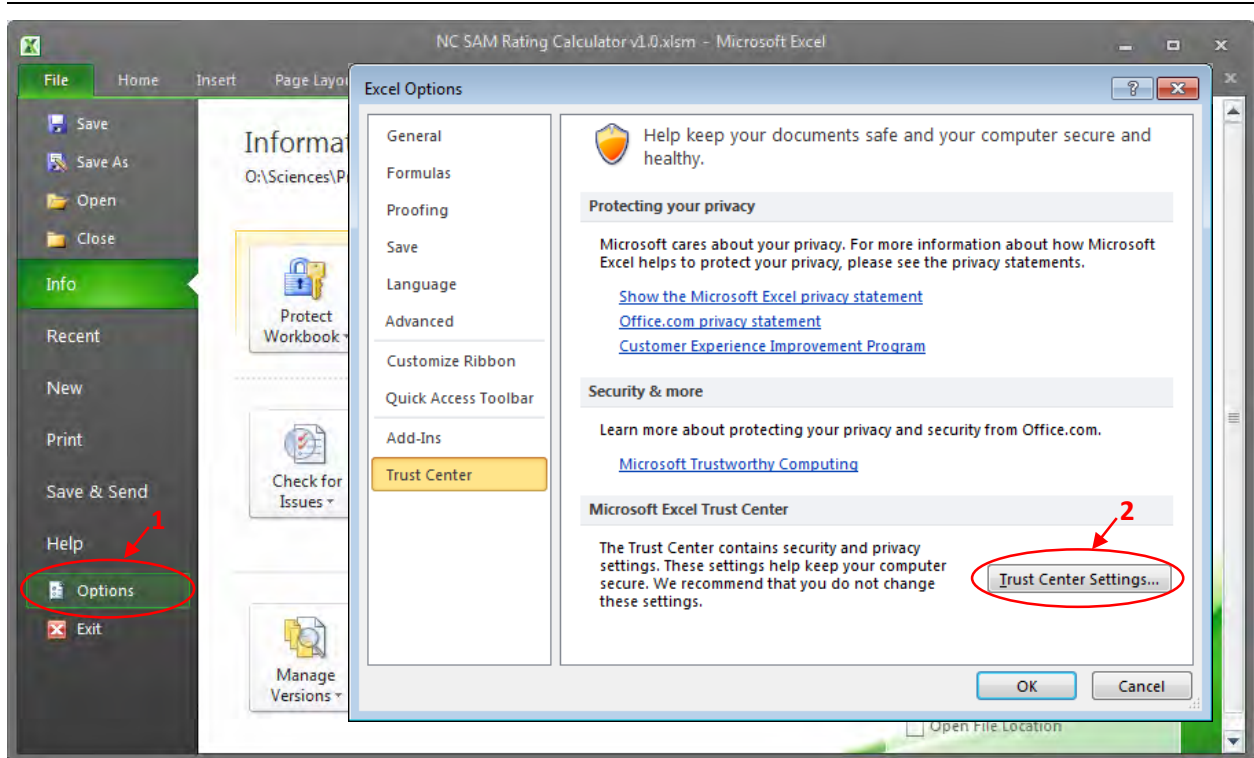 NC SAM Rating Calculator v1.0.xlsm - Microsoft Excel
File Home Insert Page Layou
Save
Save As
Open
Close
Info
Recent
New
Print
Save & Send
1
Help
Options
Exit
Informat
O:\Sciences\P
Protect
Workbook
Check for
Issues
Manage
Versions
Excel Options
General
Formulas
Proofing
Save
Language
Advanced
Customize Ribbon
Quick Access Toolbar
Add-Ins
Trust Center
Help keep your documents safe and your computer secure and
healthy.
Protecting your privacy
Microsoft cares about your privacy. For more information about how Microsoft
Excel helps to protect your privacy, please see the privacy statements.
Show the Microsoft Excel privacy statement
Office.com privacy statement
Customer Experience Improvement Program
Security & more
Learn more about protecting your privacy and security from Office.com.
Microsoft Trustworthy Computing
Microsoft Excel Trust Center
2
The Trust Center contains security and privacy
settings. These settings help keep your computer
secure. We recommend that you do not change
these settings.
Trust Center Settings...
OK Cancel
Open File Location